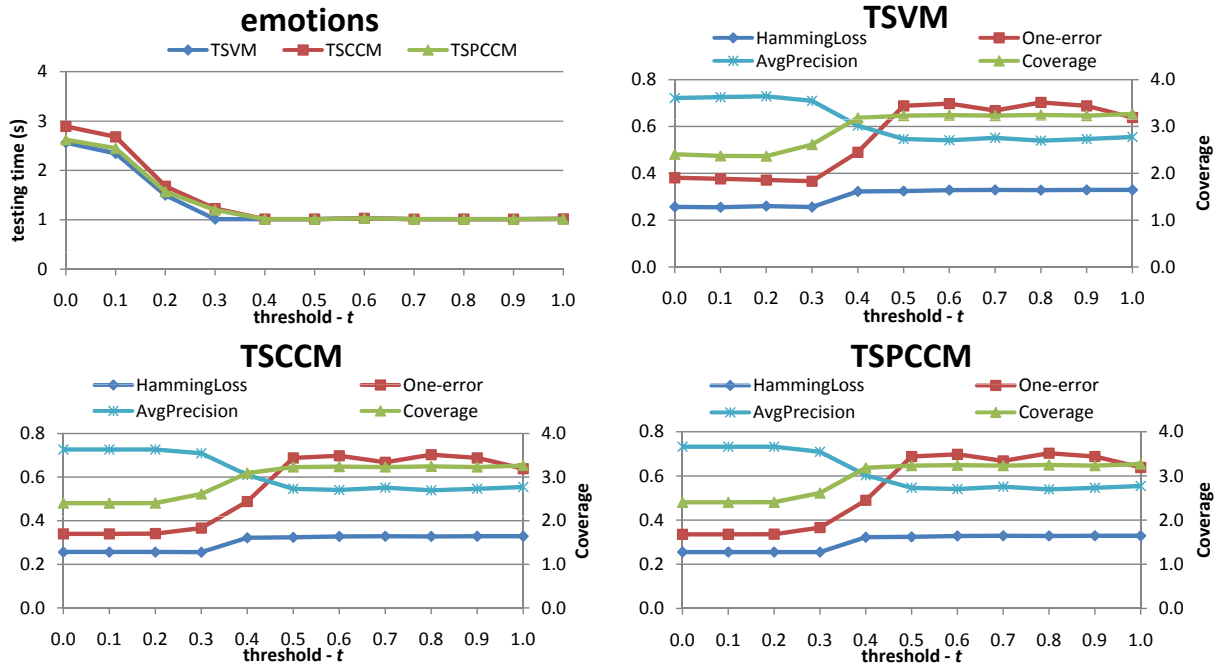 emotions
TSVM TSCCM TSPCCM
4
3
2
1
0
testing time (s)
0.0 0.1 0.2 0.3 0.4 0.5 0.6 0.7 0.8 0.9 1.0
threshold - t
TSVM
HammingLoss One-error
AvgPrecision Coverage
0.8 4.0
0.6 3.0
0.4 2.0
0.2 1.0
0.0 0.0
Coverage
0.0 0.1 0.2 0.3 0.4 0.5 0.6 0.7 0.8 0.9 1.0
threshold - t
TSCCM
HammingLoss One-error
AvgPrecision Coverage
0.8 4.0
0.6 3.0
0.4 2.0
0.2 1.0
0.0 0.0
Coverage
0.0 0.1 0.2 0.3 0.4 0.5 0.6 0.7 0.8 0.9 1.0
threshold - t
TSPCCM
HammingLoss One-error
AvgPrecision Coverage
0.8 4.0
0.6 3.0
0.4 2.0
0.2 1.0
0.0 0.0
Coverage
0.0 0.1 0.2 0.3 0.4 0.5 0.6 0.7 0.8 0.9 1.0
threshold - t